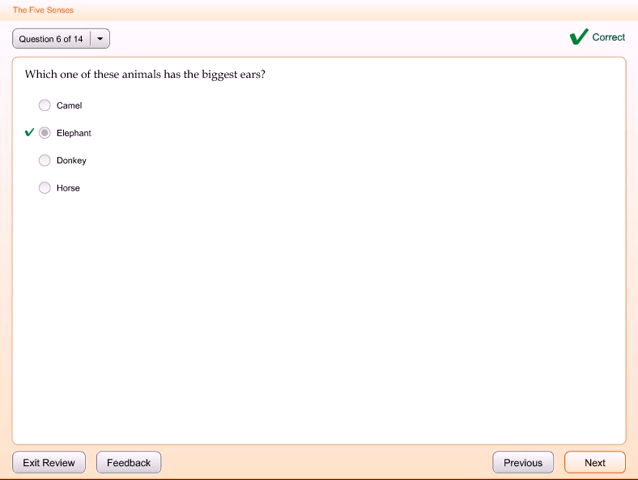 The Five Senses
Question 6 of 14
Correct
Which one of these animals has the biggest ears?
Camel
Elephant
Donkey
Horse
Exit Review
Feedback
Previous
Next